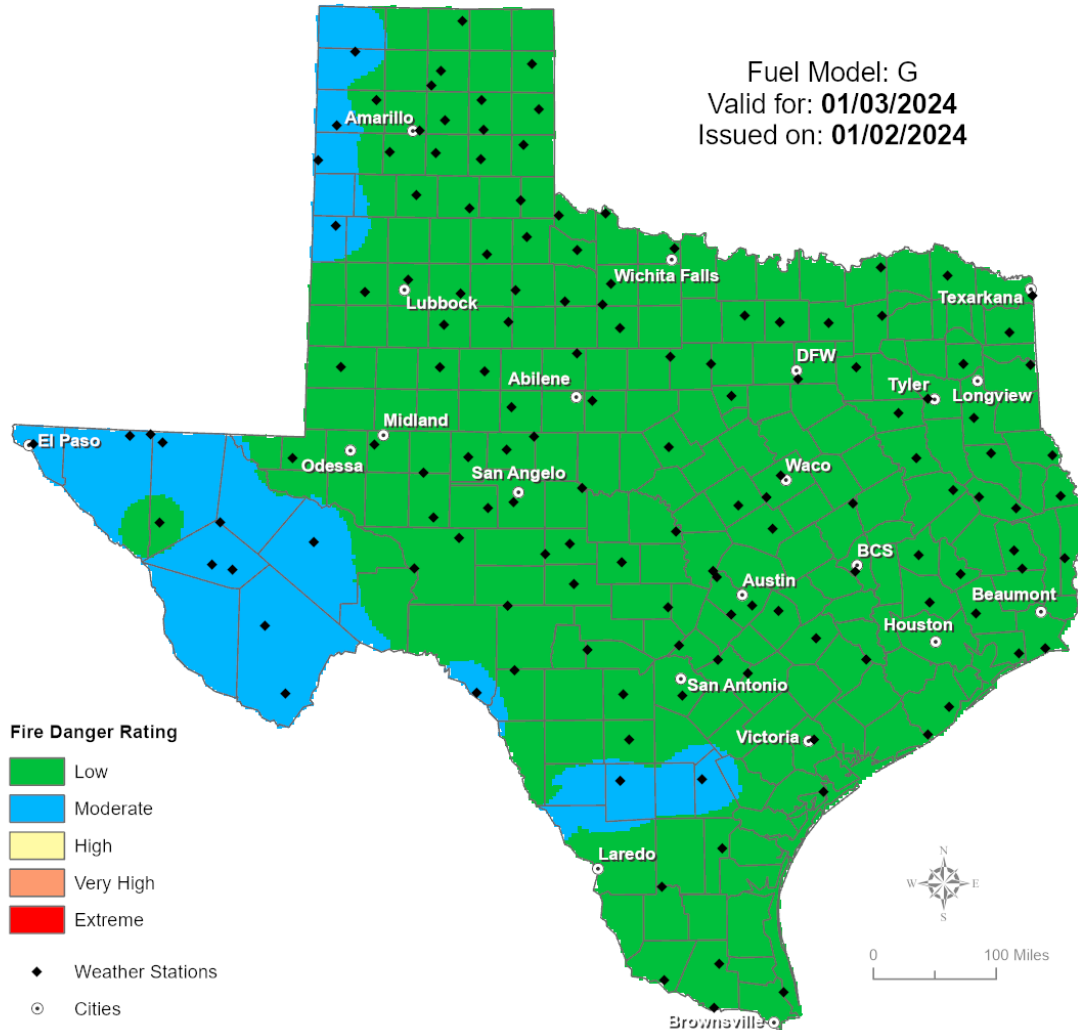 Fuel Model: G
Valid for: 01/03/2024
Issued on: 01/02/2024
Amarillo
Wichita Falls
Lubbock
Texarkana
DFW
Abilene
Tyler
Longview
Midland
El Paso
Odessa
San Angelo
Waco
BCS
Austin
Beaumont
Houston
San Antonio
Victoria
Laredo
Brownsville
Fire Danger Rating
Low
Moderate
High
Very High
Extreme
Weather Stations
Cities
N
W
E
S
0 100 Miles